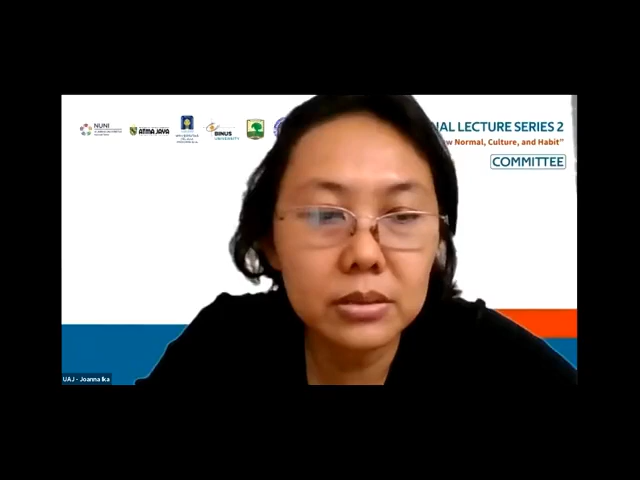 NUNI
ATMA JAYA
BINUS
UNIVERSITY
NAL LECTURE SERIES 2
w Normal, Culture, and Habit"
COMMITTEE
UAJ - Joanna Ika